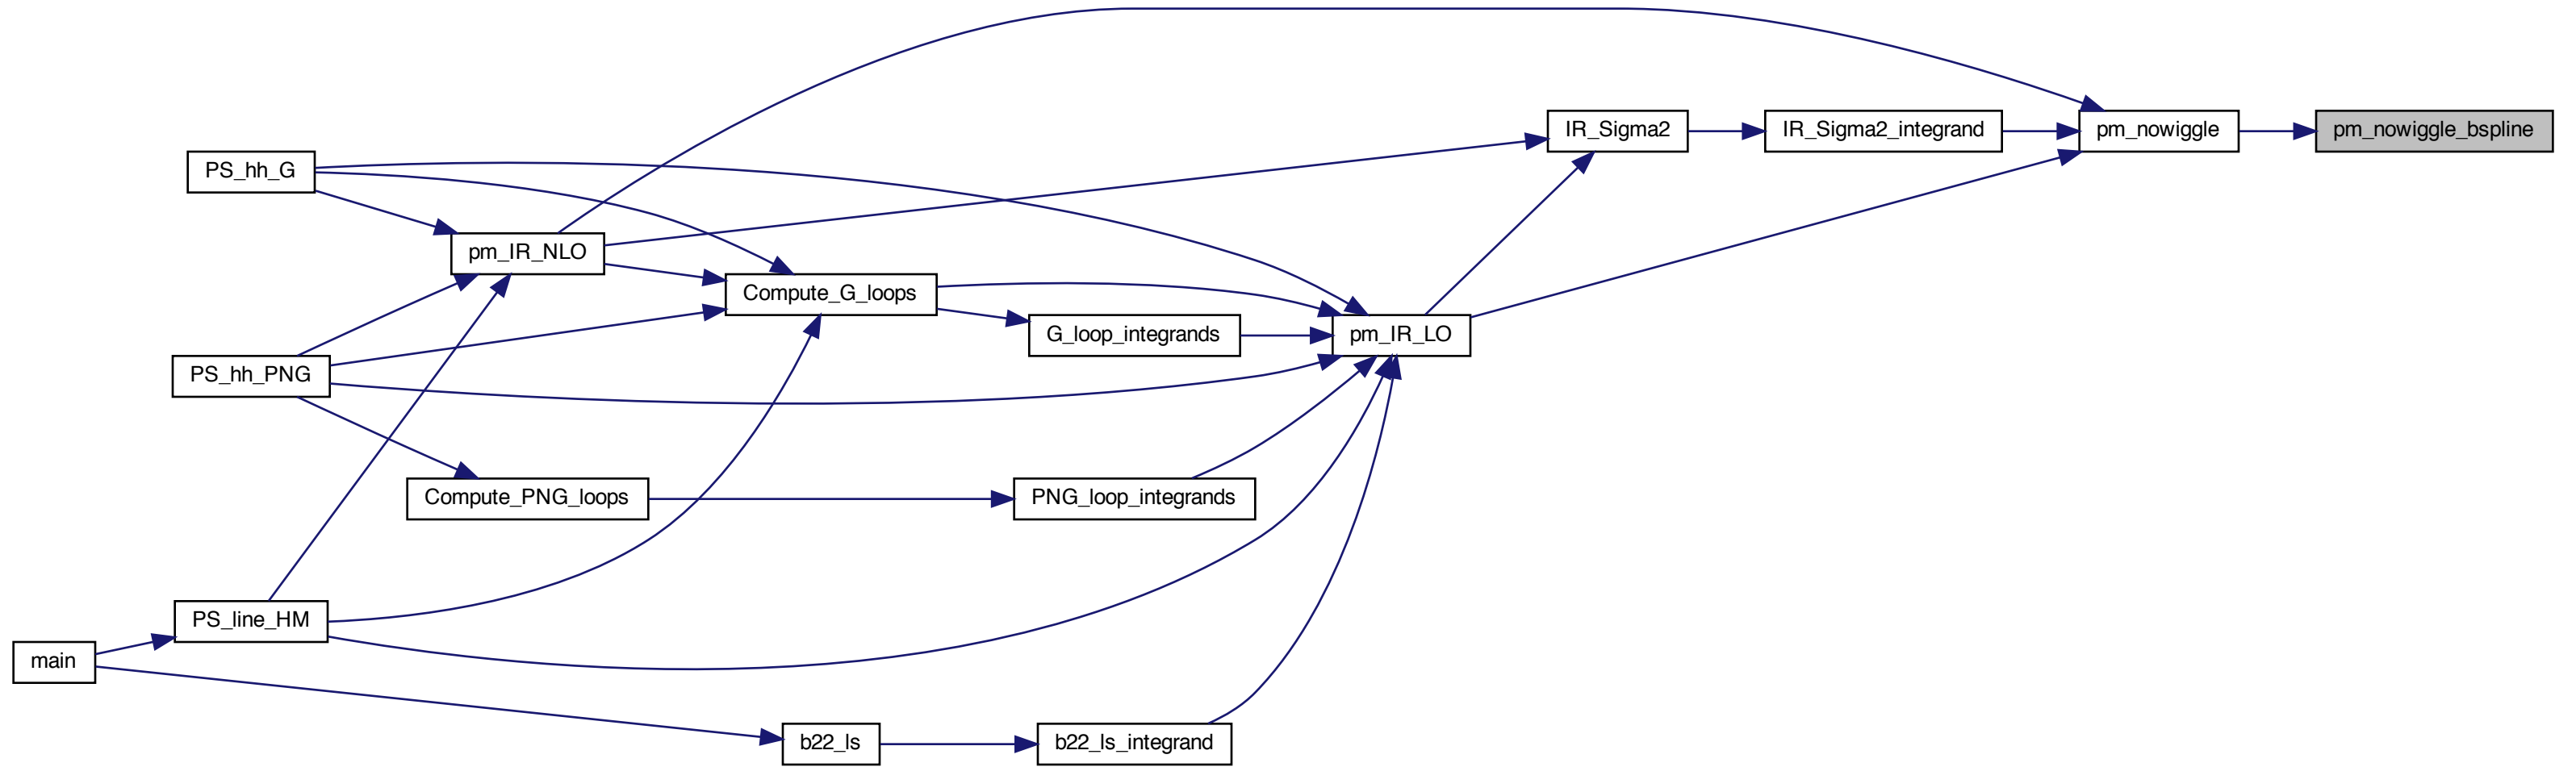 IR_Sigma2
IR_Sigma2_integrand
pm_nowiggle
pm_nowiggle_bspline
PS_hh_G
pm_IR_NLO
Compute_G_loops
G_loop_integrands
pm_IR_LO
PS_hh_PNG
Compute_PNG_loops
PNG_loop_integrands
PS_line_HM
main
b22_ls
b22_ls_integrand